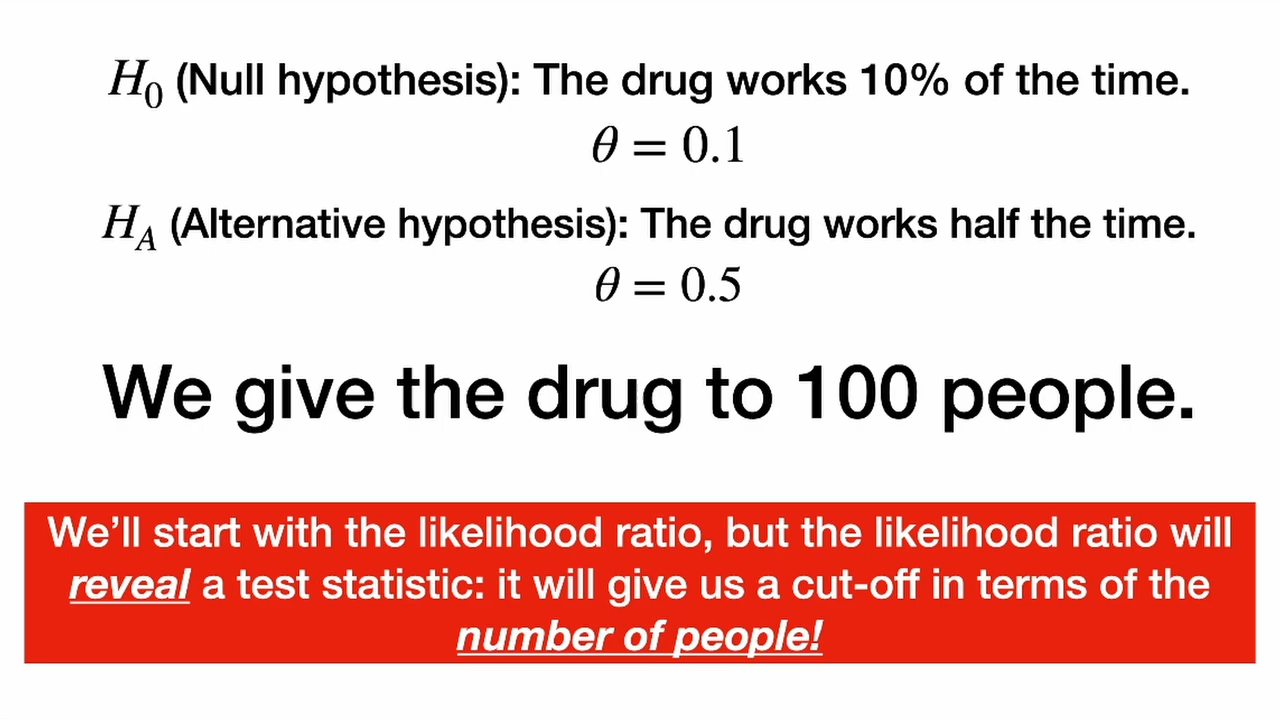 H₀ (Null hypothesis): The drug works 10% of the time.
θ = 0.1
H_A (Alternative hypothesis): The drug works half the time.
θ = 0.5
We give the drug to 100 people.
We’ll start with the likelihood ratio, but the likelihood ratio will
reveal a test statistic: it will give us a cut-off in terms of the
number of people!